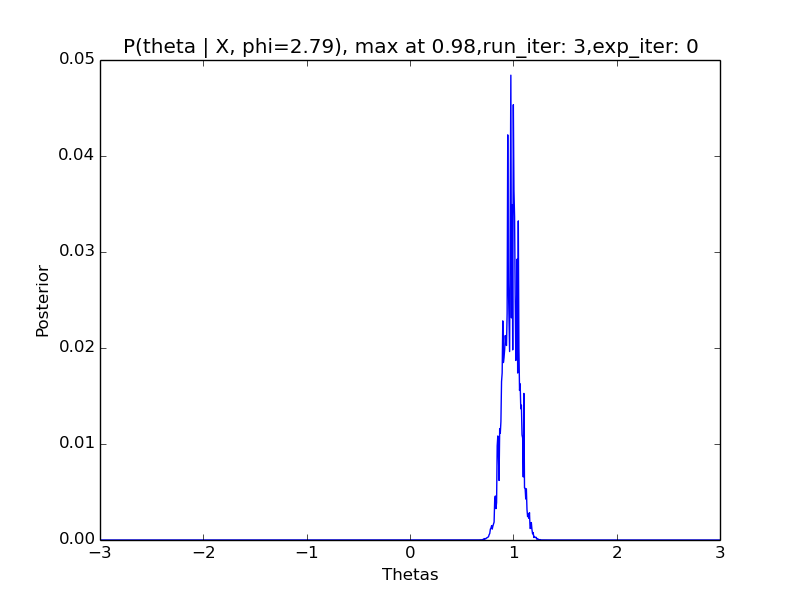 P(theta | X, phi=2.79), max at 0.98,run_iter: 3,exp_iter: 0
0.05
0.04
0.03
0.02
0.01
0.00
Posterior
−3 −2 −1 0 1 2 3
Thetas